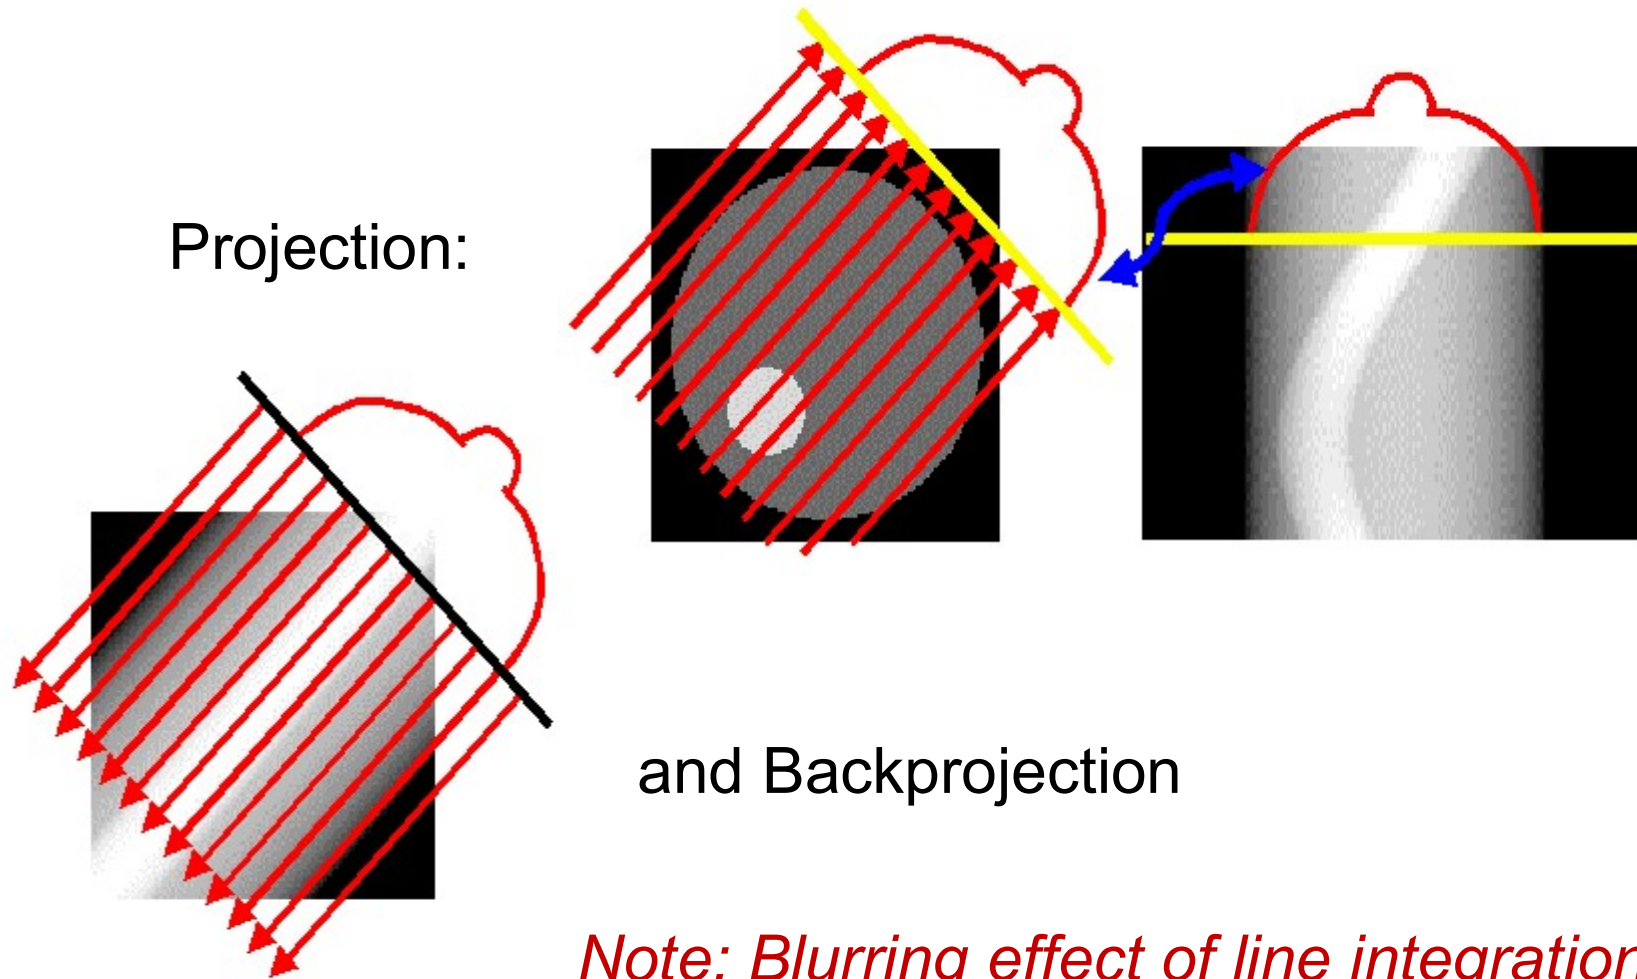 Projection:
and Backprojection
Note: Blurring effect of line integration